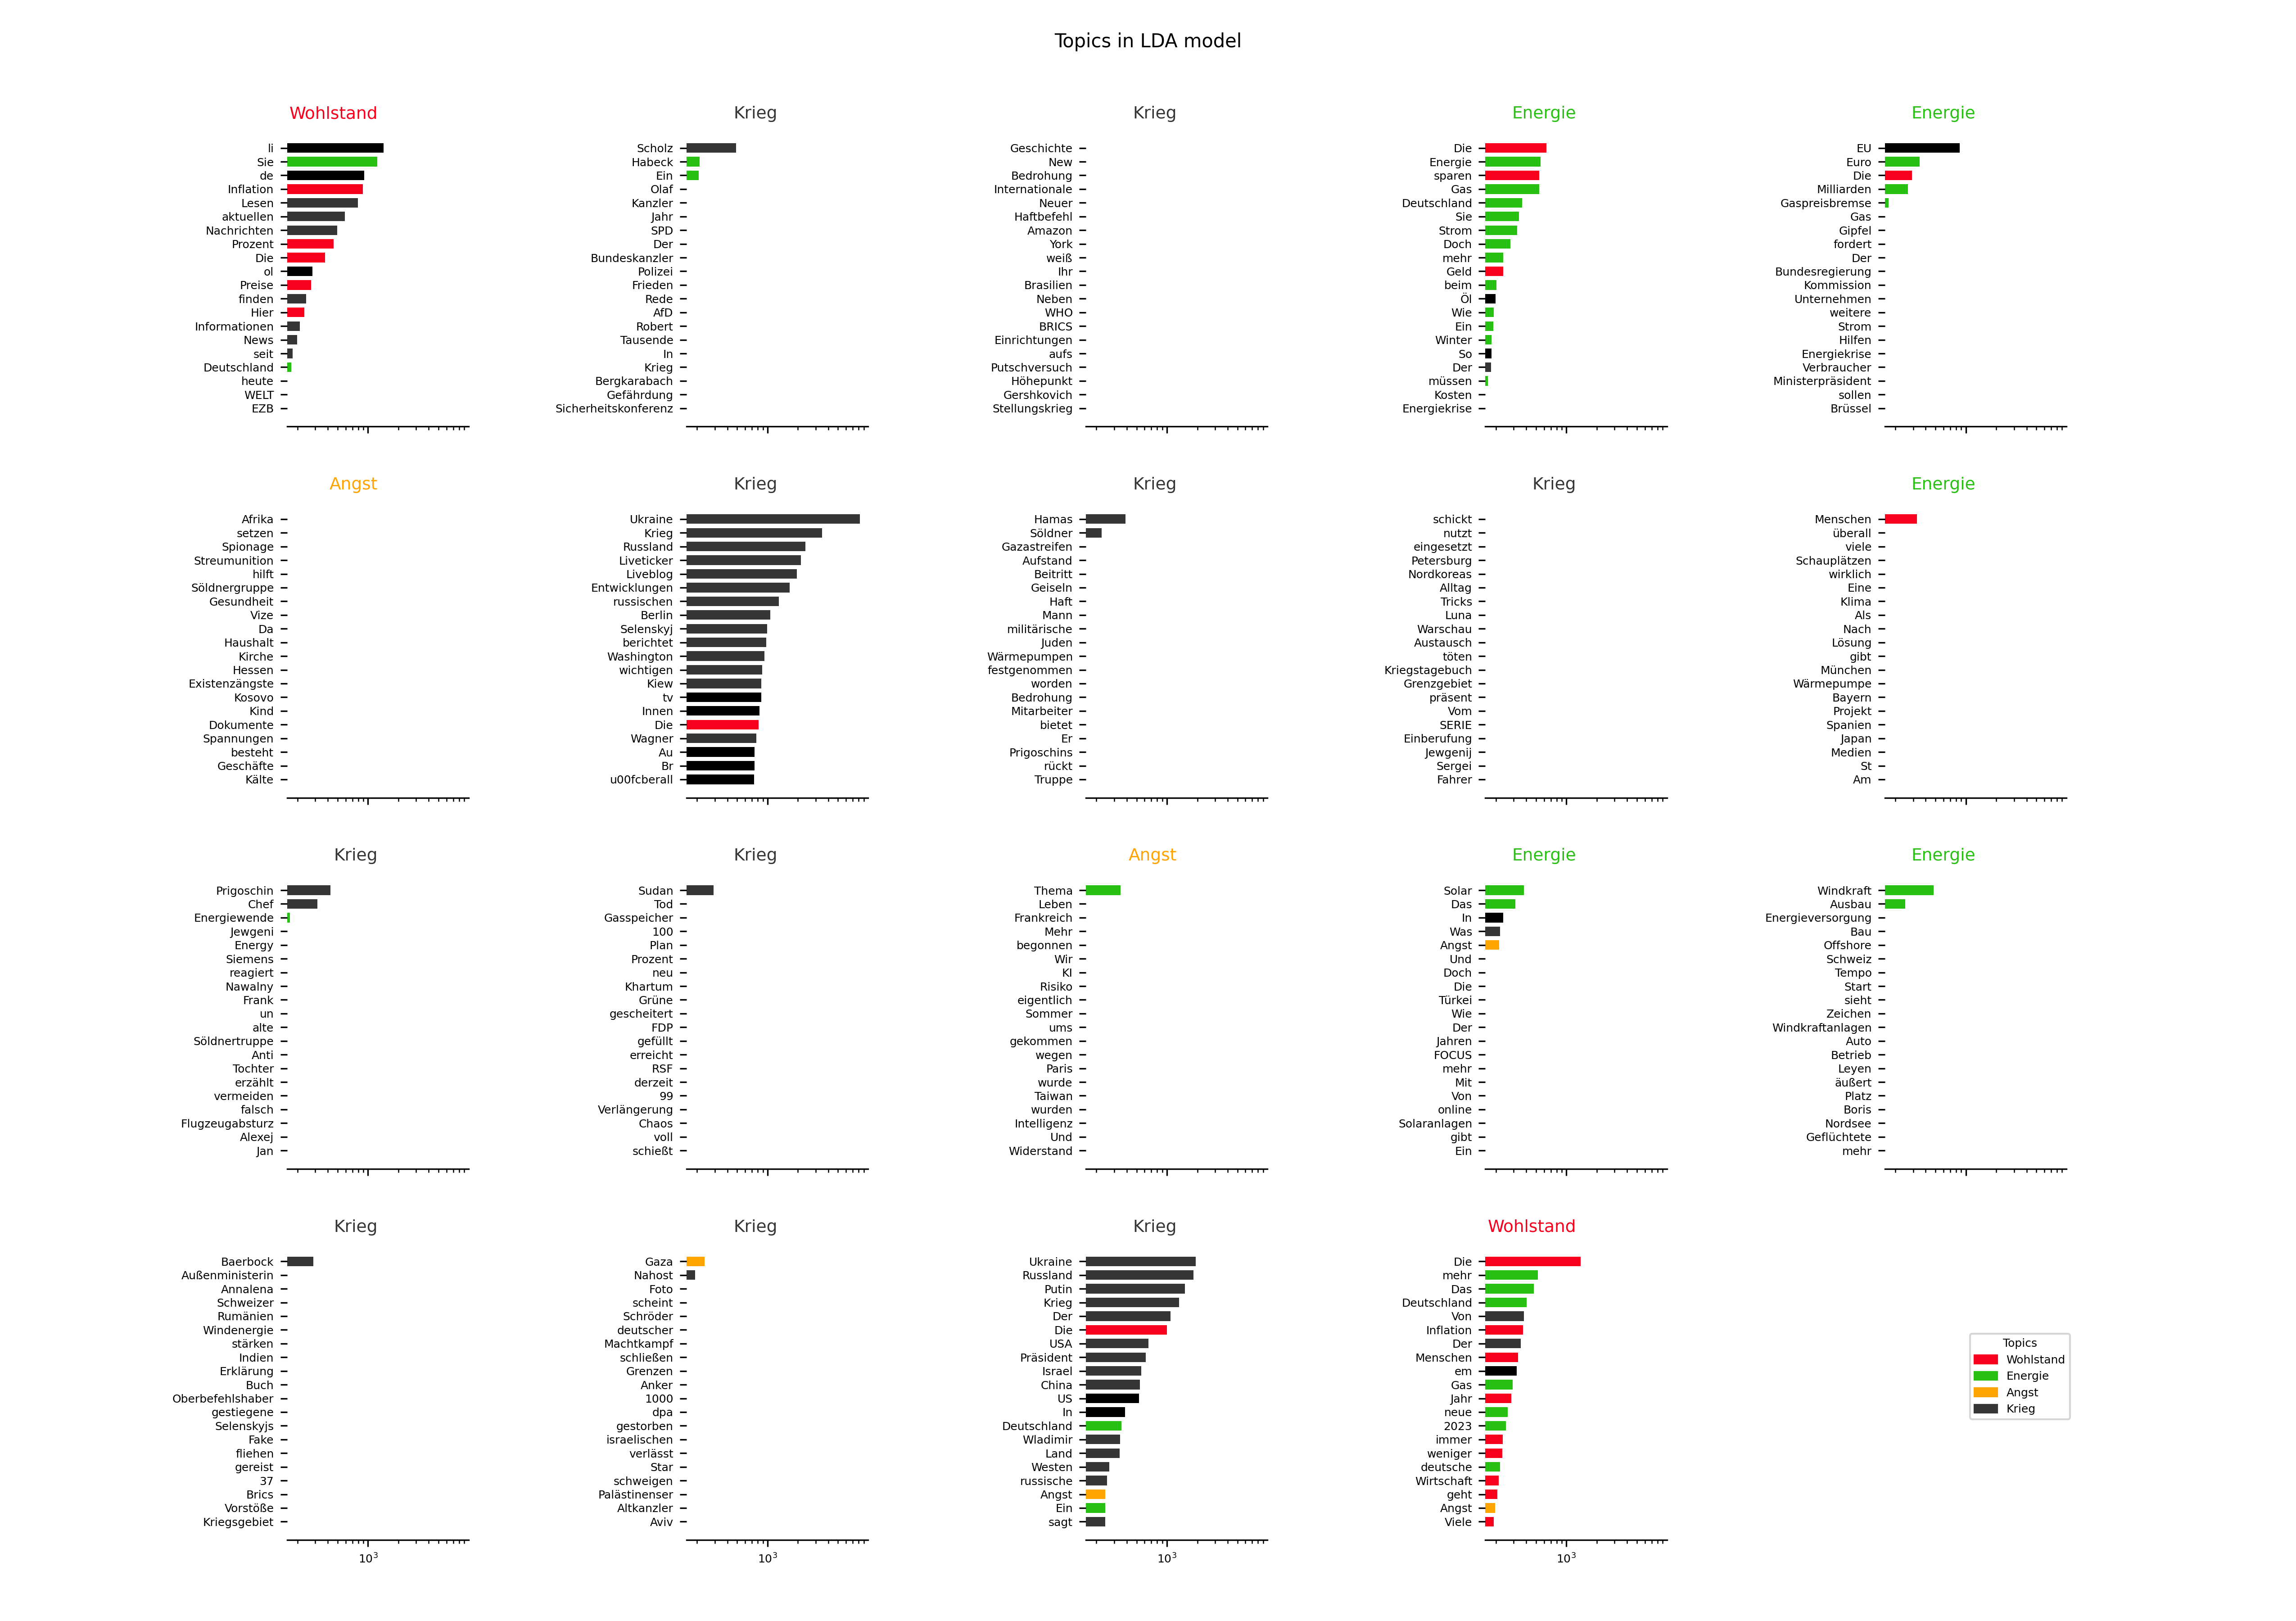 Topics in LDA model
Wohlstand
li
Sie
de
Inflation
Lesen
aktuellen
Nachrichten
Prozent
Die
ol
Preise
finden
Hier
Informationen
News
seit
Deutschland
heute
WELT
EZB
Krieg
Scholz
Habeck
Ein
Olaf
Kanzler
Jahr
SPD
Der
Bundeskanzler
Polizei
Frieden
Rede
AfD
Robert
Tausende
In
Krieg
Bergkarabach
Gefährdung
Sicherheitskonferenz
Krieg
Geschichte
New
Bedrohung
Internationale
Neuer
Haftbefehl
Amazon
York
weiß
Ihr
Brasilien
Neben
WHO
BRICS
Einrichtungen
aufs
Putschversuch
Höhepunkt
Gershkovich
Stellungskrieg
Energie
Die
Energie
sparen
Gas
Deutschland
Sie
Strom
Doch
mehr
Geld
beim
Öl
Wie
Ein
Winter
So
Der
müssen
Kosten
Energiekrise
Energie
EU
Euro
Die
Milliarden
Gaspreisbremse
Gas
Gipfel
fordert
Der
Bundesregierung
Kommission
Unternehmen
weitere
Strom
Hilfen
Energiekrise
Verbraucher
Ministerpräsident
sollen
Brüssel
Angst
Afrika
setzen
Spionage
Streumunition
hilft
Söldnergruppe
Gesundheit
Vize
Da
Haushalt
Kirche
Hessen
Existenzängste
Kosovo
Kind
Dokumente
Spannungen
besteht
Geschäfte
Kälte
Krieg
Ukraine
Krieg
Russland
Liveticker
Liveblog
Entwicklungen
russischen
Berlin
Selenskyj
berichtet
Washington
wichtigen
Kiew
tv
Innen
Die
Wagner
Au
Br
u00fcberall
Krieg
Hamas
Söldner
Gazastreifen
Aufstand
Beitritt
Geiseln
Haft
Mann
militärische
Juden
Wärmepumpen
festgenommen
worden
Bedrohung
Mitarbeiter
bietet
Er
Prigoschins
rückt
Truppe
Krieg
schickt
nutzt
eingesetzt
Petersburg
Nordkoreas
Alltag
Tricks
Luna
Warschau
Austausch
töten
Kriegstagebuch
Grenzgebiet
präsent
Vom
SERIE
Einberufung
Jewgenij
Sergei
Fahrer
Energie
Menschen
überall
viele
Schauplätzen
wirklich
Eine
Klima
Als
Nach
Lösung
gibt
München
Wärmepumpe
Bayern
Projekt
Spanien
Japan
Medien
St
Am
Krieg
Prigoschin
Chef
Energiewende
Jewgeni
Energy
Siemens
reagiert
Nawalny
Frank
un
alte
Söldnertruppe
Anti
Tochter
erzählt
vermeiden
falsch
Flugzeugabsturz
Alexej
Jan
Krieg
Sudan
Tod
Gasspeicher
100
Plan
Prozent
neu
Khartum
Grüne
gescheitert
FDP
gefüllt
erreicht
RSF
derzeit
99
Verlängerung
Chaos
voll
schießt
Angst
Thema
Leben
Frankreich
Mehr
begonnen
Wir
KI
Risiko
eigentlich
Sommer
ums
gekommen
wegen
Paris
wurde
Taiwan
wurden
Intelligenz
Und
Widerstand
Energie
Solar
Das
In
Was
Angst
Und
Doch
Die
Türkei
Wie
Der
Jahren
FOCUS
mehr
Mit
Von
online
Solaranlagen
gibt
Ein
Energie
Windkraft
Ausbau
Energieversorgung
Bau
Offshore
Schweiz
Tempo
Start
sieht
Zeichen
Windkraftanlagen
Auto
Betrieb
Leyen
äußert
Platz
Boris
Nordsee
Geflüchtete
mehr
Krieg
Baerbock
Außenministerin
Annalena
Schweizer
Rumänien
Windenergie
stärken
Indien
Erklärung
Buch
Oberbefehlshaber
gestiegene
Selenskyjs
Fake
fliehen
gereist
37
Brics
Vorstöße
Kriegsgebiet
10³
Krieg
Gaza
Nahost
Foto
scheint
Schröder
deutscher
Machtkampf
schließen
Grenzen
Anker
1000
dpa
gestorben
israelischen
verlässt
Star
schweigen
Palästinenser
Altkanzler
Aviv
10³
Krieg
Ukraine
Russland
Putin
Krieg
Der
Die
USA
Präsident
Israel
China
US
In
Deutschland
Wladimir
Land
Westen
russische
Angst
Ein
sagt
10³
Wohlstand
Die
mehr
Das
Deutschland
Von
Inflation
Der
Menschen
em
Gas
Jahr
neue
2023
immer
weniger
deutsche
Wirtschaft
geht
Angst
Viele
10³
Topics
Wohlstand
Energie
Angst
Krieg